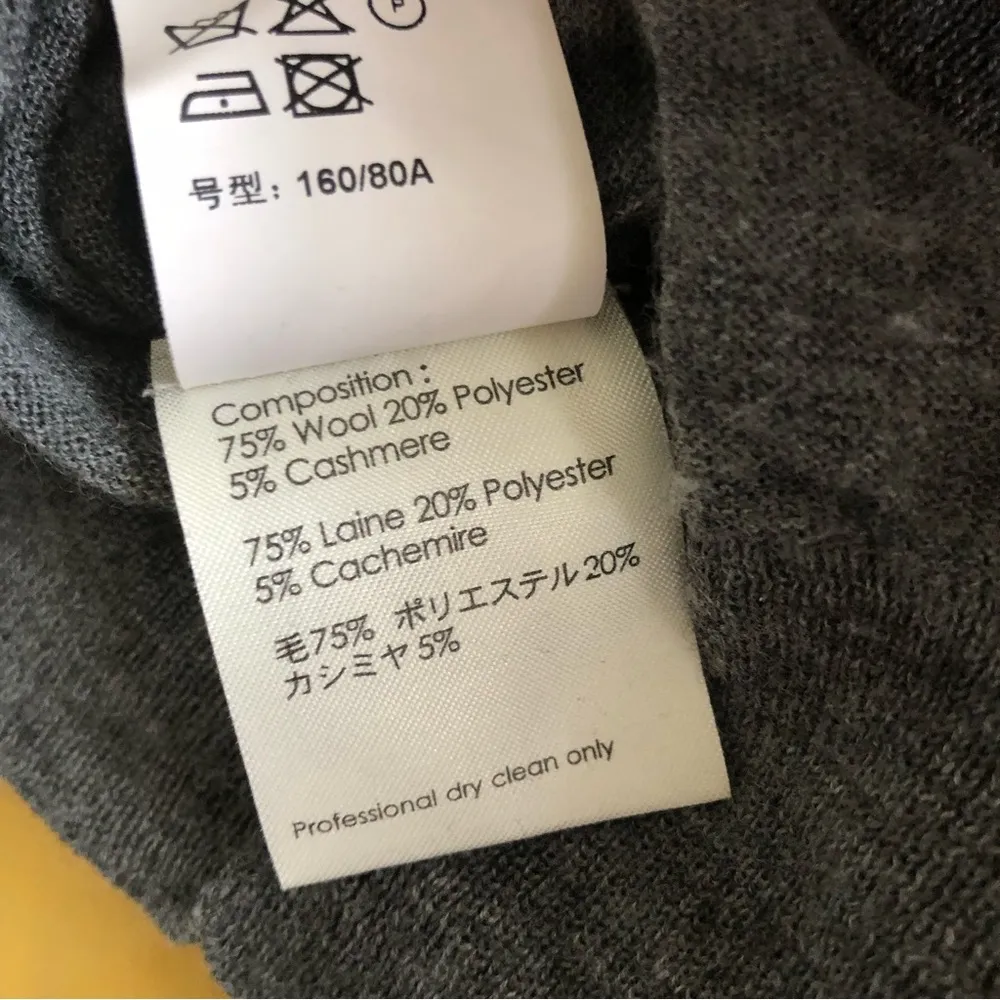 P
号型：160/80A
Composition :
75% Wool 20% Polyester
5% Cashmere
75% Laine 20% Polyester
5% Cachemire
毛75% ポリエステル20%
カシミヤ5%
Professional dry clean only